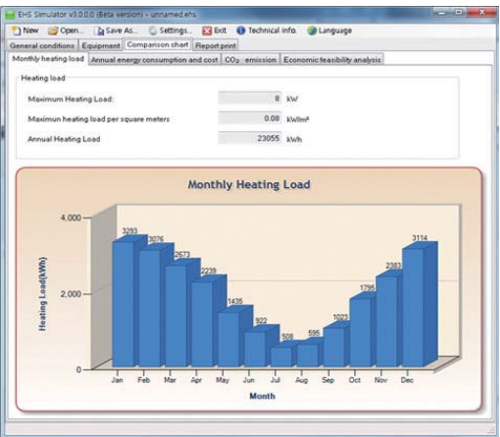 EHS Simulator v3.0.0.0 (Beta version) - unnamed.ehs
New Open... Save As.. Settings.. Exit Technical info. Language
General conditions Equipment Comparison chart Report print
Monthly heating load Annual energy consumption and cost CO₂ emission Economic feasibility analysis
Heating load
Maximum Heating Load: 8 kW
Maximun heating load per square meters 0.08 kW/m²
Annual Heating Load 23055 kWh
Monthly Heating Load
Heating Load(kWh)
4,000
2,000
0
3293 3076 2673 2239 1435 922 508 595 1023 1795 2383 3114
Jan Feb Mar Apr May Jun Jul Aug Sep Oct Nov Dec
Month